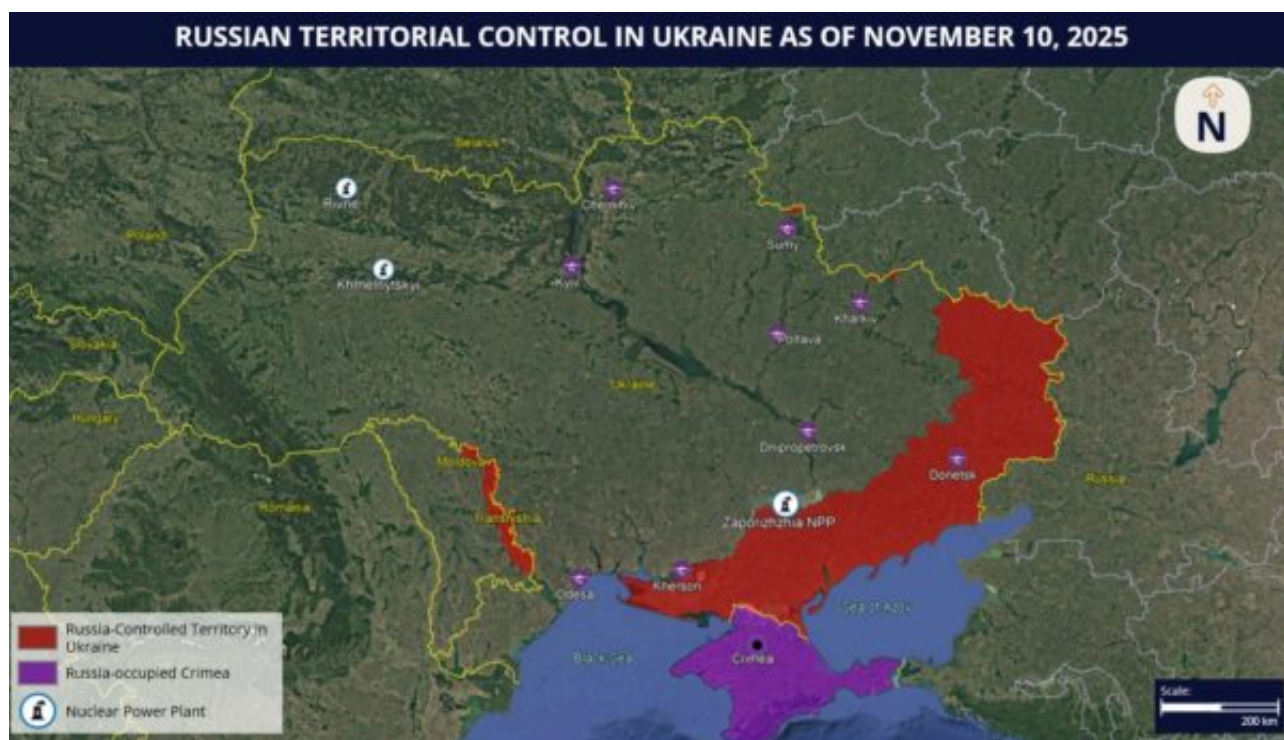 RUSSIAN TERRITORIAL CONTROL IN UKRAINE AS OF NOVEMBER 10, 2025
N
Belarus
Rivne
Chernihiv
Poland
Sumy
Khmelnytskyi
Kyiv
Kharkiv
Poltava
Slovakia
Ukraine
Hungary
Dnipropetrovsk
Moldova
Donetsk
Russia
România
Transnistria
Zaporizhzhia NPP
Odesa
Kherson
Sea of Azov
Black Sea
Crimea
Russia-Controlled Territory in
Ukraine
Russia-occupied Crimea
Nuclear Power Plant
Scale:
200 km